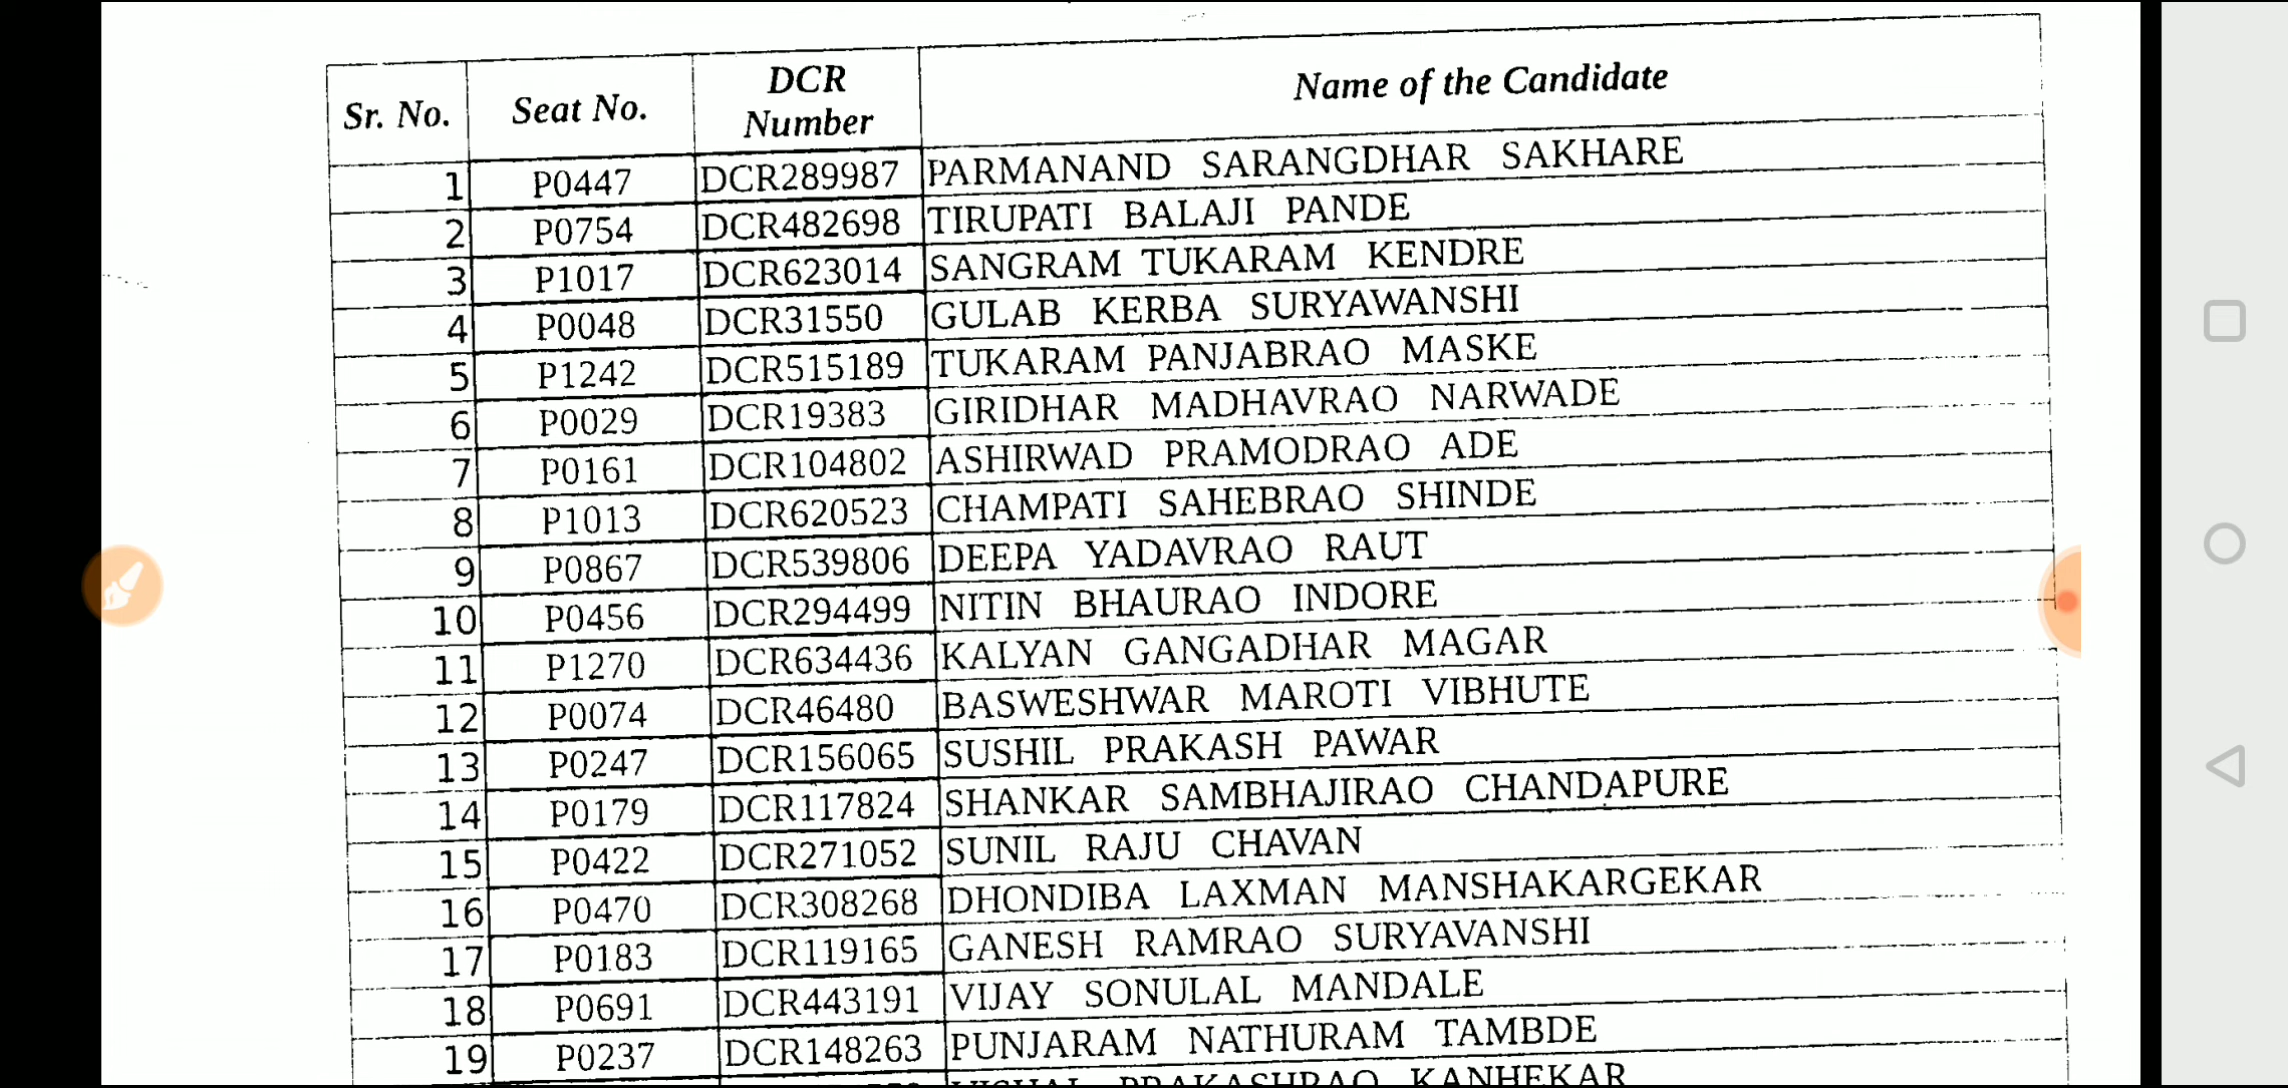 Sr. No. Seat No. DCR Number Name of the Candidate
1 P0447 DCR289987 PARMANAND SARANGDHAR SAKHARE
2 P0754 DCR482698 TIRUPATI BALAJI PANDE
3 P1017 DCR623014 SANGRAM TUKARAM KENDRE
4 P0048 DCR31550 GULAB KERBA SURYAWANSHI
5 P1242 DCR515189 TUKARAM PANJABRAO MASKE
6 P0029 DCR19383 GIRIDHAR MADHAVRAO NARWADE
7 P0161 DCR104802 ASHIRWAD PRAMODRAO ADE
8 P1013 DCR620523 CHAMPATI SAHEBRAO SHINDE
9 P0867 DCR539806 DEEPA YADAVRAO RAUT
10 P0456 DCR294499 NITIN BHAURAO INDORE
11 P1270 DCR634436 KALYAN GANGADHAR MAGAR
12 P0074 DCR46480 BASWESHWAR MAROTI VIBHUTE
13 P0247 DCR156065 SUSHIL PRAKASH PAWAR
14 P0179 DCR117824 SHANKAR SAMBHAJIRAO CHANDAPURE
15 P0422 DCR271052 SUNIL RAJU CHAVAN
16 P0470 DCR308268 DHONDIBA LAXMAN MANSHAKARGEKAR
17 P0183 DCR119165 GANESH RAMRAO SURYAVANSHI
18 P0691 DCR443191 VIJAY SONULAL MANDALE
19 P0237 DCR148263 PUNJARAM NATHURAM TAMBDE
VISHAL PRAKASHRAO KANHEKAR